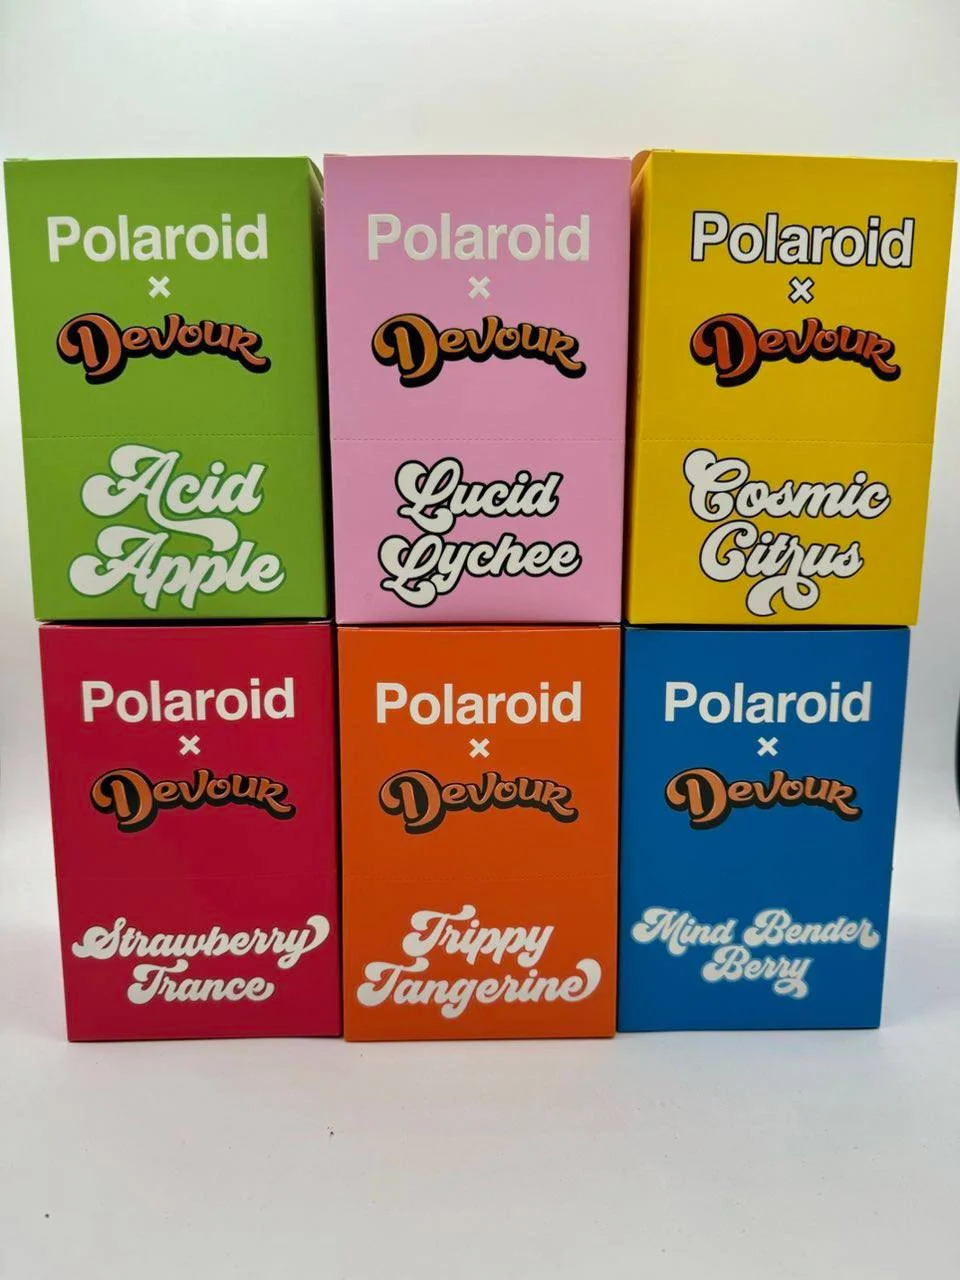 Polaroid
×
Devour
Acid
Apple
Polaroid
×
Devour
Lucid
Lychee
Polaroid
×
Devour
Cosmic
Citrus
Polaroid
×
Devour
Strawberry
Trance
Polaroid
×
Devour
Trippy
Tangerine
Polaroid
×
Devour
Mind Bender
Berry